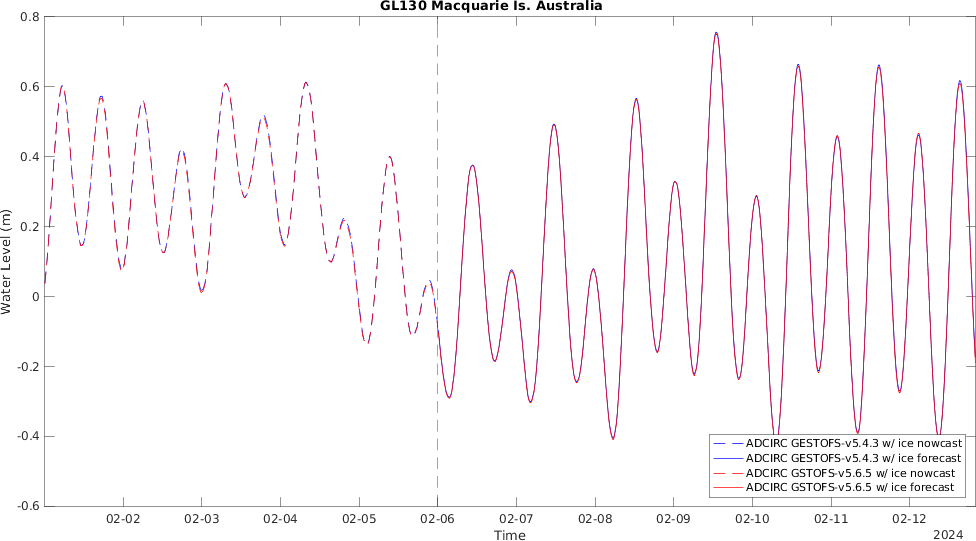 GL130 Macquarie Is. Australia
Water Level (m)
0.8
0.6
0.4
0.2
0
-0.2
-0.4
-0.6
ADCIRC GESTOFS-v5.4.3 w/ ice nowcast
ADCIRC GESTOFS-v5.4.3 w/ ice forecast
ADCIRC GSTOFS-v5.6.5 w/ ice nowcast
ADCIRC GSTOFS-v5.6.5 w/ ice forecast
02-02 02-03 02-04 02-05 02-06 02-07 02-08 02-09 02-10 02-11 02-12
Time
2024